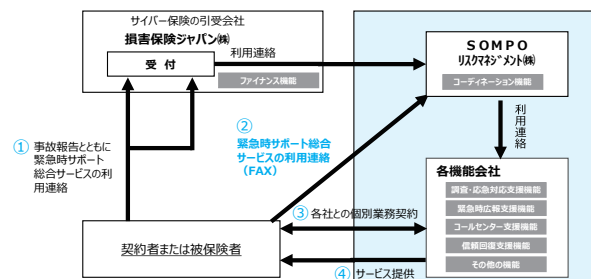 サイバー保険の引受会社
損害保険ジャパン㈱
受 付
ファイナンス機能
利用連絡
SOMPO
リスクマネジメント㈱
コーディネーション機能
利用連絡
① 事故報告とともに
緊急時サポート
総合サービスの利
用連絡
②
緊急時サポート総合
サービスの利用連絡
(FAX)
各機能会社
調査・応急対応支援機能
緊急時広報支援機能
コールセンター支援機能
信頼回復支援機能
その他の機能
③ 各社との個別業務契約
契約者または被保険者
④ サービス提供